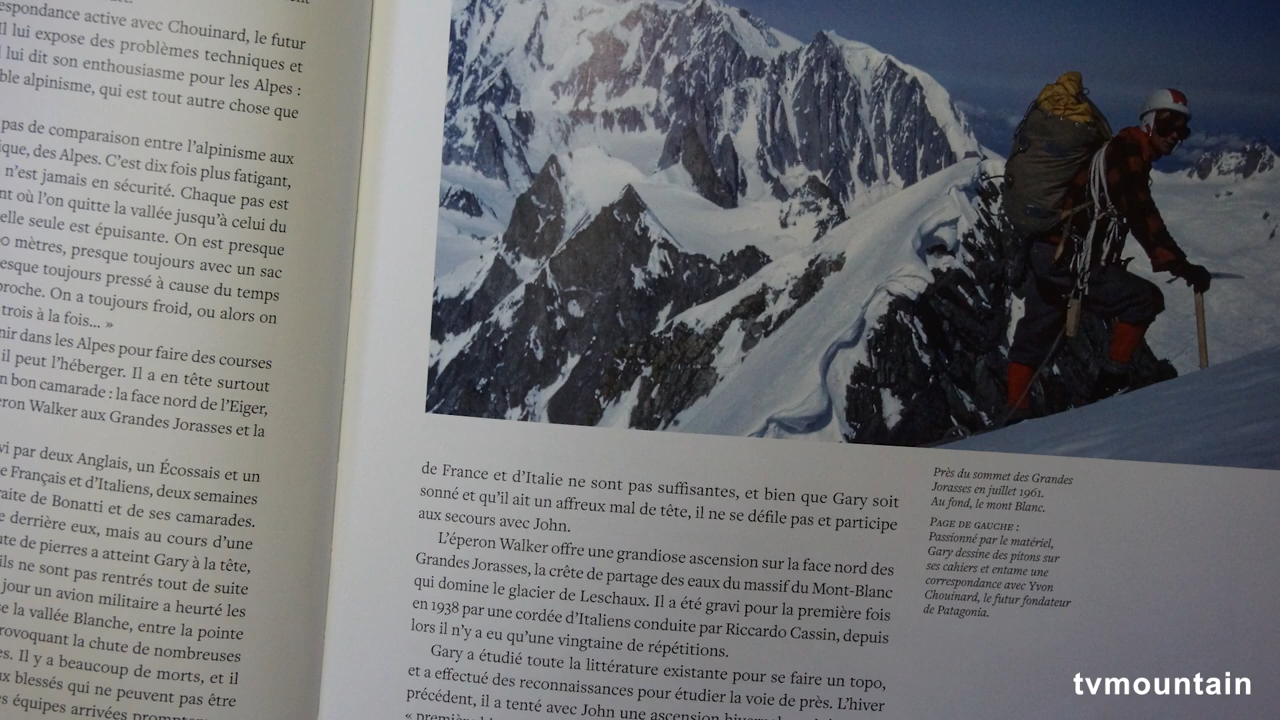 espondance active avec Chouinard, le futur
Il lui expose des problèmes techniques et
l lui dit son enthousiasme pour les Alpes :
ble alpinisme, qui est tout autre chose que
pas de comparaison entre l'alpinisme aux
ique, des Alpes. C'est dix fois plus fatigant,
n'est jamais en sécurité. Chaque pas est
nt où l'on quitte la vallée jusqu'à celui du
elle seule est épuisante. On est presque
0 mètres, presque toujours avec un sac
esque toujours pressé à cause du temps
proche. On a toujours froid, ou alors on
trois à la fois... »
nir dans les Alpes pour faire des courses
il peut l'héberger. Il a en tête surtout
n bon camarade : la face nord de l'Eiger,
eron Walker aux Grandes Jorasses et la
vi par deux Anglais, un Écossais et un
e Français et d'Italiens, deux semaines
raite de Bonatti et de ses camarades.
e derrière eux, mais au cours d'une
ute de pierres a atteint Gary à la tête,
ils ne sont pas rentrés tout de suite
jour un avion militaire a heurté les
e la vallée Blanche, entre la pointe
rovoquant la chute de nombreuses
es. Il y a beaucoup de morts, et il
ux blessés qui ne peuvent pas être
es équipes arrivées
de France et d'Italie ne sont pas suffisantes, et bien que Gary soit
sonné et qu'il ait un affreux mal de tête, il ne se défile pas et participe
aux secours avec John.
L'éperon Walker offre une grandiose ascension sur la face nord des
Grandes Jorasses, la crête de partage des eaux du massif du Mont-Blanc
qui domine le glacier de Leschaux. Il a été gravi pour la première fois
en 1938 par une cordée d'Italiens conduite par Riccardo Cassin, depuis
lors il n'y a eu qu'une vingtaine de répétitions.
Gary a étudié toute la littérature existante pour se faire un topo,
et a effectué des reconnaissances pour étudier la voie de près. L'hiver
précédent, il a tenté avec John une ascension
« première
Près du sommet des Grandes
Jorasses en juillet 1961.
Au fond, le mont Blanc.
PAGE DE GAUCHE :
Passionné par le matériel,
Gary dessine des pitons sur
ses cahiers et entame une
correspondance avec Yvon
Chouinard, le futur fondateur
de Patagonia.
tvmountain